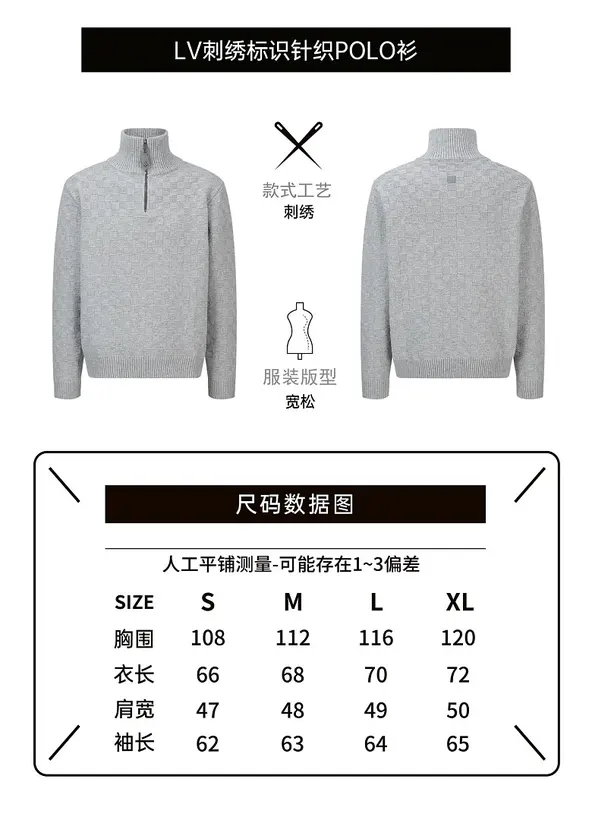 LV刺绣标识针织POLO衫
款式工艺
刺绣
服装版型
宽松
尺码数据图
人工平铺测量-可能存在1~3偏差
SIZE S M L XL
胸围 108 112 116 120
衣长 66 68 70 72
肩宽 47 48 49 50
袖长 62 63 64 65